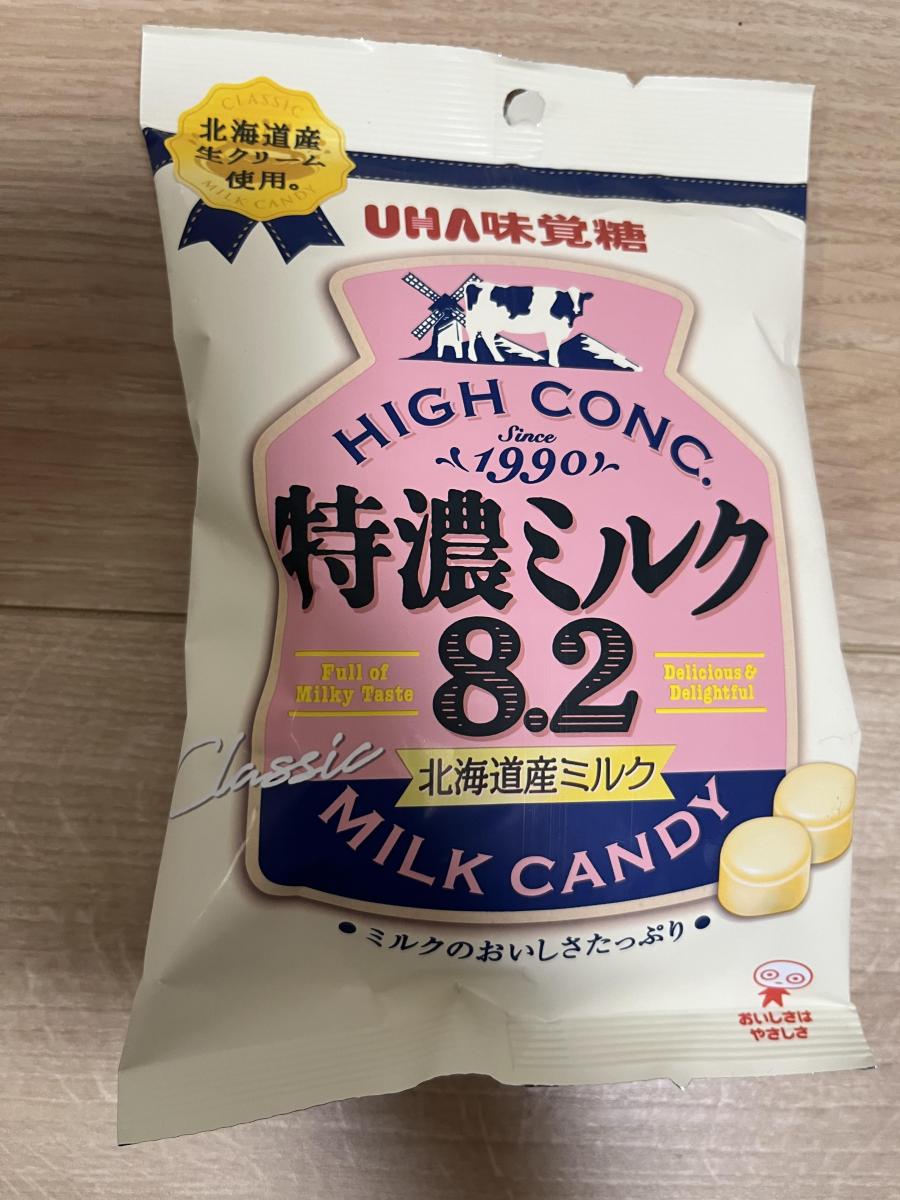 CLASSIC
北海道産
生クリーム
使用。
MILK CANDY
UHA味覚糖
HIGH CONC.
Since
1990
特濃ミルク
8.2
Full of
Milky Taste
Delicious &
Delightful
Classic
北海道産ミルク
MILK CANDY
•ミルクのおいしさたっぷり•
おいしさは
やさしさ